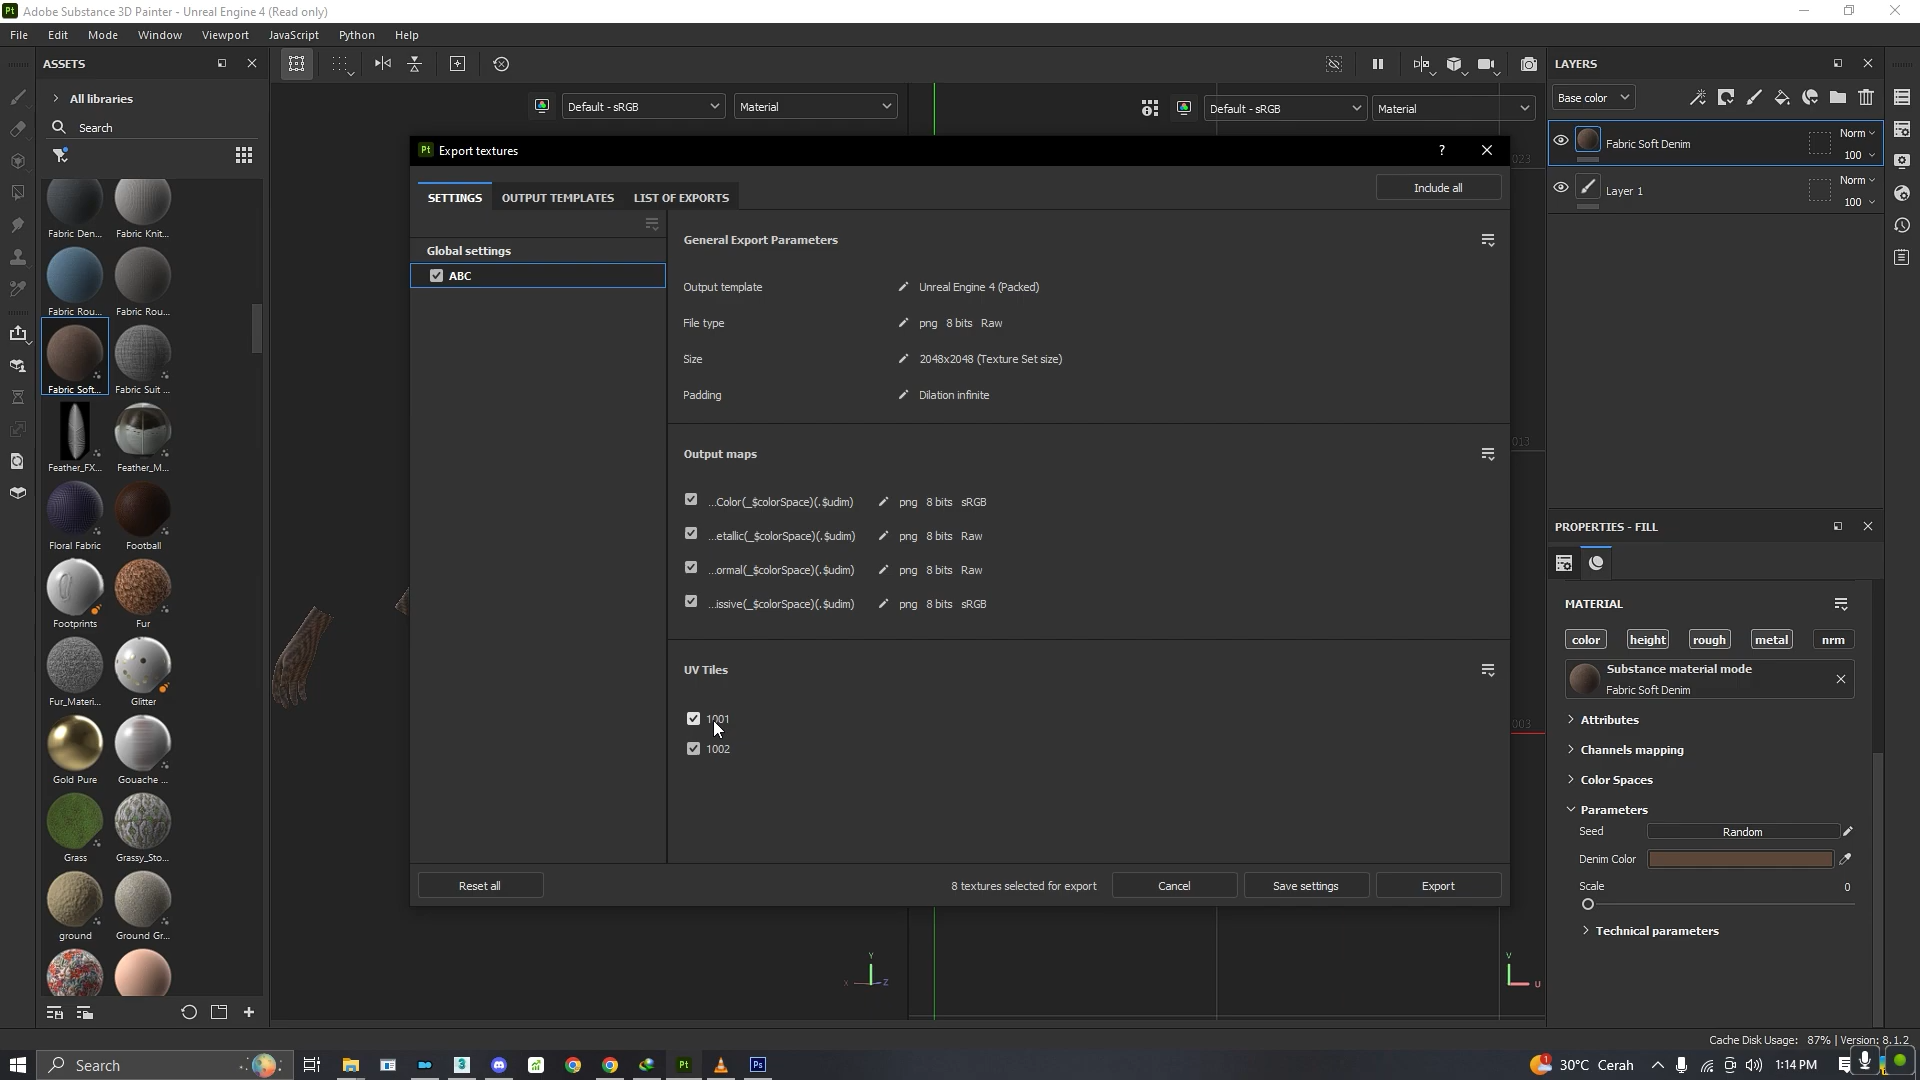 Pt Adobe Substance 3D Painter - Unreal Engine 4 (Read only)
File Edit Mode Window Viewport JavaScript Python Help
ASSETS
All libraries
Search
Fabric Den... Fabric Knit...
Fabric Rou... Fabric Rou...
Fabric Soft... Fabric Suit ...
Feather_FX... Feather_M...
Floral Fabric Football
Footprints Fur
Fur_Materi... Glitter
Gold Pure Gouache ...
Grass Grassy_Sto...
ground Ground Gr...
Default - sRGB Material
Default - sRGB Material
Pt Export textures ?
SETTINGS OUTPUT TEMPLATES LIST OF EXPORTS
Include all
Global settings
ABC
General Export Parameters
Output template Unreal Engine 4 (Packed)
File type png 8 bits Raw
Size 2048x2048 (Texture Set size)
Padding Dilation infinite
Output maps
...Color(_$colorSpace)(.$udim) png 8 bits sRGB
...etallic(_$colorSpace)(.$udim) png 8 bits Raw
...ormal(_$colorSpace)(.$udim) png 8 bits Raw
...issive(_$colorSpace)(.$udim) png 8 bits sRGB
UV Tiles
1001
1002
Reset all
8 textures selected for export
Cancel
Save settings
Export
023
013
003
Y
X Z
V
U
LAYERS
Base color
Fabric Soft Denim Norm
100
Layer 1 Norm
100
PROPERTIES - FILL
MATERIAL
color height rough metal nrm
Substance material mode
Fabric Soft Denim
Attributes
Channels mapping
Color Spaces
Parameters
Seed Random
Denim Color
Scale 0
Technical parameters
Cache Disk Usage: 87% | Version: 8.1.2
Search
3
Pt
Ps
1
30°C Cerah
1:14 PM